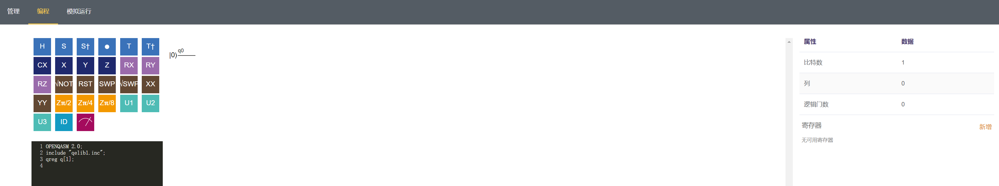 管理 编程 模拟运行
H S S† ● T T†
CX X Y Z RX RY
RZ √NOT RST SWP √SWP XX
YY Zπ/2 Zπ/4 Zπ/8 U1 U2
U3 ID
q0
|0⟩
1 OPENQASM 2.0;
2 include "qelib1.inc";
3 qreg q[1];
4
属性 数据
比特数 1
列 0
逻辑门数 0
寄存器 新增
无可用寄存器